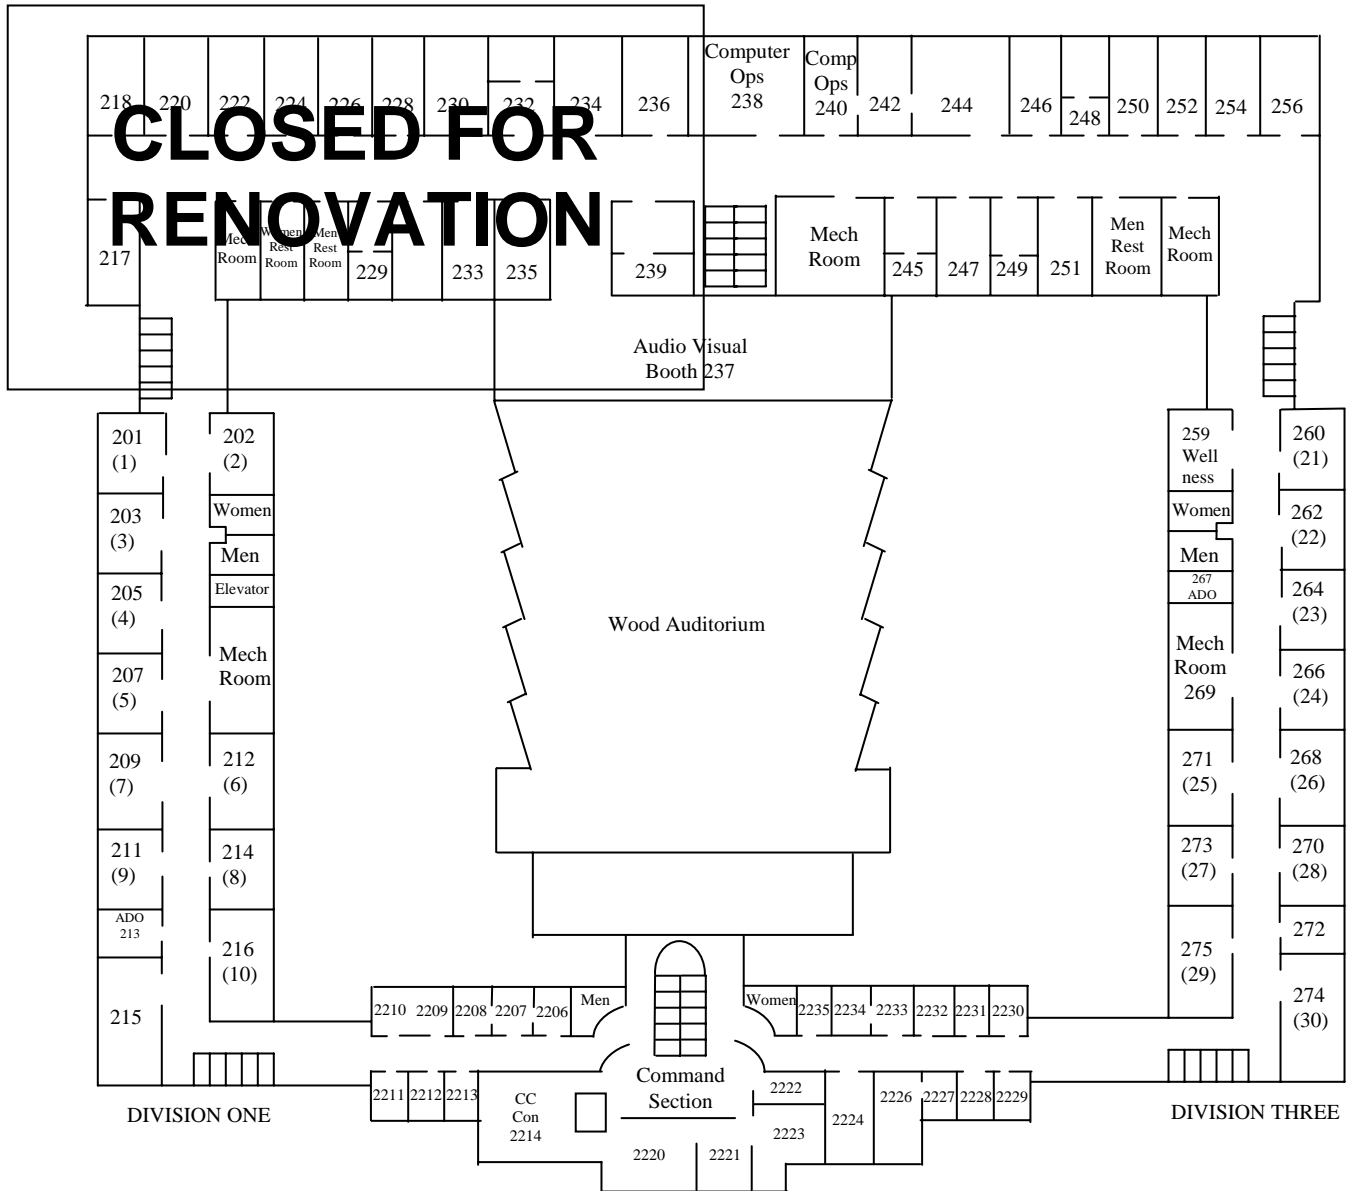 Computer
Ops
238
Comp
Ops
240
218
220
222
224
226
228
230
232
234
236
242
244
246
248
250
252
254
256
CLOSED FOR
RENOVATION
217
Mech
Room
Women
Rest
Room
Men
Rest
Room
229
233
235
239
Mech
Room
245
247
249
251
Men
Rest
Room
Mech
Room
Audio Visual
Booth 237
201
(1)
203
(3)
205
(4)
207
(5)
209
(7)
211
(9)
ADO
213
215
202
(2)
Women
Men
Elevator
Mech
Room
212
(6)
214
(8)
216
(10)
Wood Auditorium
259
Well
ness
Women
Men
267
ADO
Mech
Room
269
271
(25)
273
(27)
275
(29)
260
(21)
262
(22)
264
(23)
266
(24)
268
(26)
270
(28)
272
274
(30)
2210
2209
2208
2207
2206
Men
Women
2235
2234
2233
2232
2231
2230
2211
2212
2213
CC
Con
2214
Command
Section
2220
2221
2222
2223
2224
2226
2227
2228
2229
DIVISION ONE
DIVISION THREE